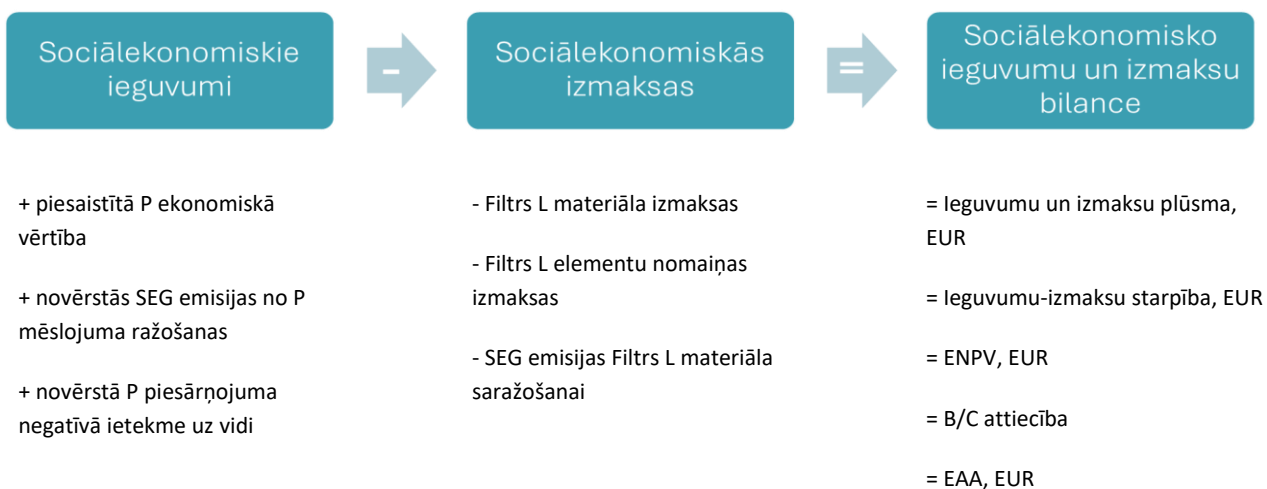 Sociālekonomiskie
ieguvumi
-
Sociālekonomiskās
izmaksas
=
Sociālekonomisko
ieguvumu un izmaksu
bilance
+ piesaistītā P ekonomiskā
vērtība
+ novērstās SEG emisijas no P
mēslojuma ražošanas
+ novērstā P piesārņojuma
negatīvā ietekme uz vidi
- Filtrs L materiāla izmaksas
- Filtrs L elementu nomaiņas
izmaksas
- SEG emisijas Filtrs L materiāla
saražošanai
= Ieguvumu un izmaksu plūsma,
EUR
= Ieguvumu-izmaksu starpība, EUR
= ENPV, EUR
= B/C attiecība
= EAA, EUR